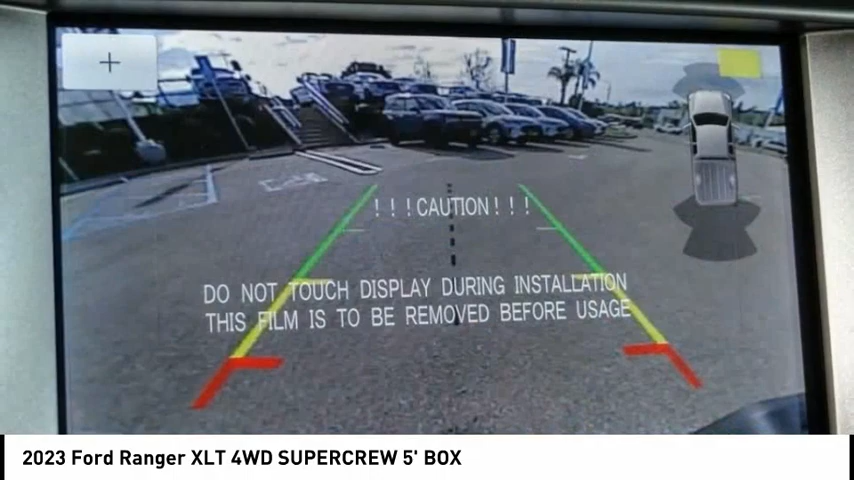 !!!CAUTION!!!
DO NOT TOUCH DISPLAY DURING INSTALLATION
THIS FILM IS TO BE REMOVED BEFORE USAGE
2023 Ford Ranger XLT 4WD SUPERCREW 5' BOX